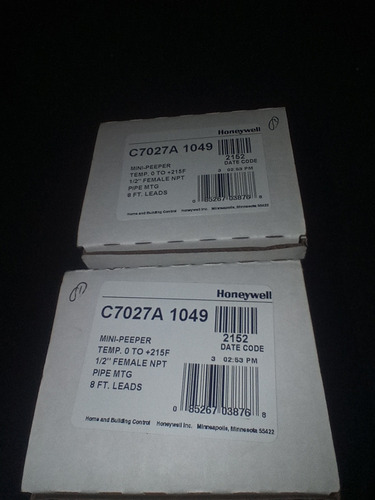 Honeywell
C7027A 1049
2152
DATE CODE
MINI-PEEPER
TEMP. 0 TO +215F
1/2" FEMALE NPT
PIPE MTG
8 FT. LEADS
3 02:53 PM
85267 03876 8
Home and Building Control Honeywell Inc. Minneapolis, Minnesota 55422
Honeywell
C7027A 1049
2152
DATE CODE
MINI-PEEPER
TEMP. 0 TO +215F
1/2" FEMALE NPT
PIPE MTG
8 FT. LEADS
3 02:53 PM
0 85267 03876 8
Home and Building Control Honeywell Inc. Minneapolis, Minnesota 55422